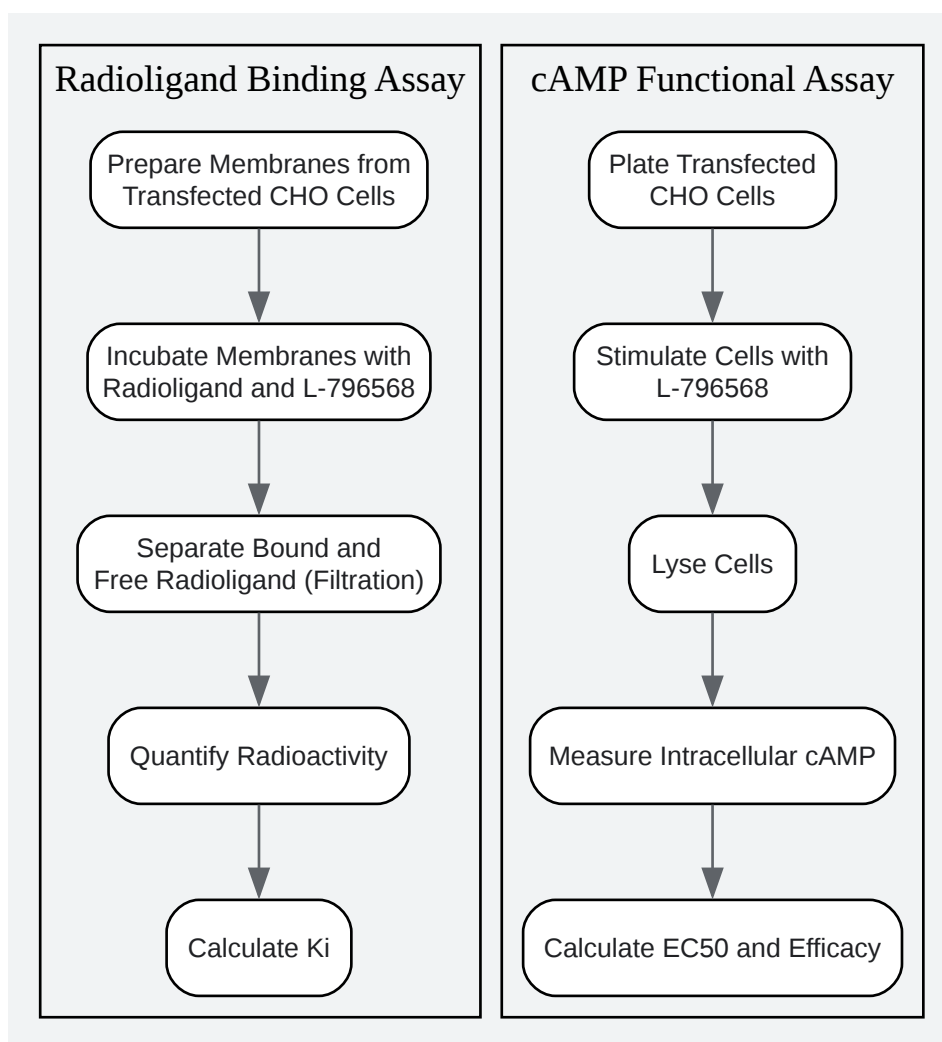 Radioligand Binding Assay
Prepare Membranes from
Transfected CHO Cells
Incubate Membranes with
Radioligand and L-796568
Separate Bound and
Free Radioligand (Filtration)
Quantify Radioactivity
Calculate Ki
cAMP Functional Assay
Plate Transfected
CHO Cells
Stimulate Cells with
L-796568
Lyse Cells
Measure Intracellular cAMP
Calculate EC50 and Efficacy